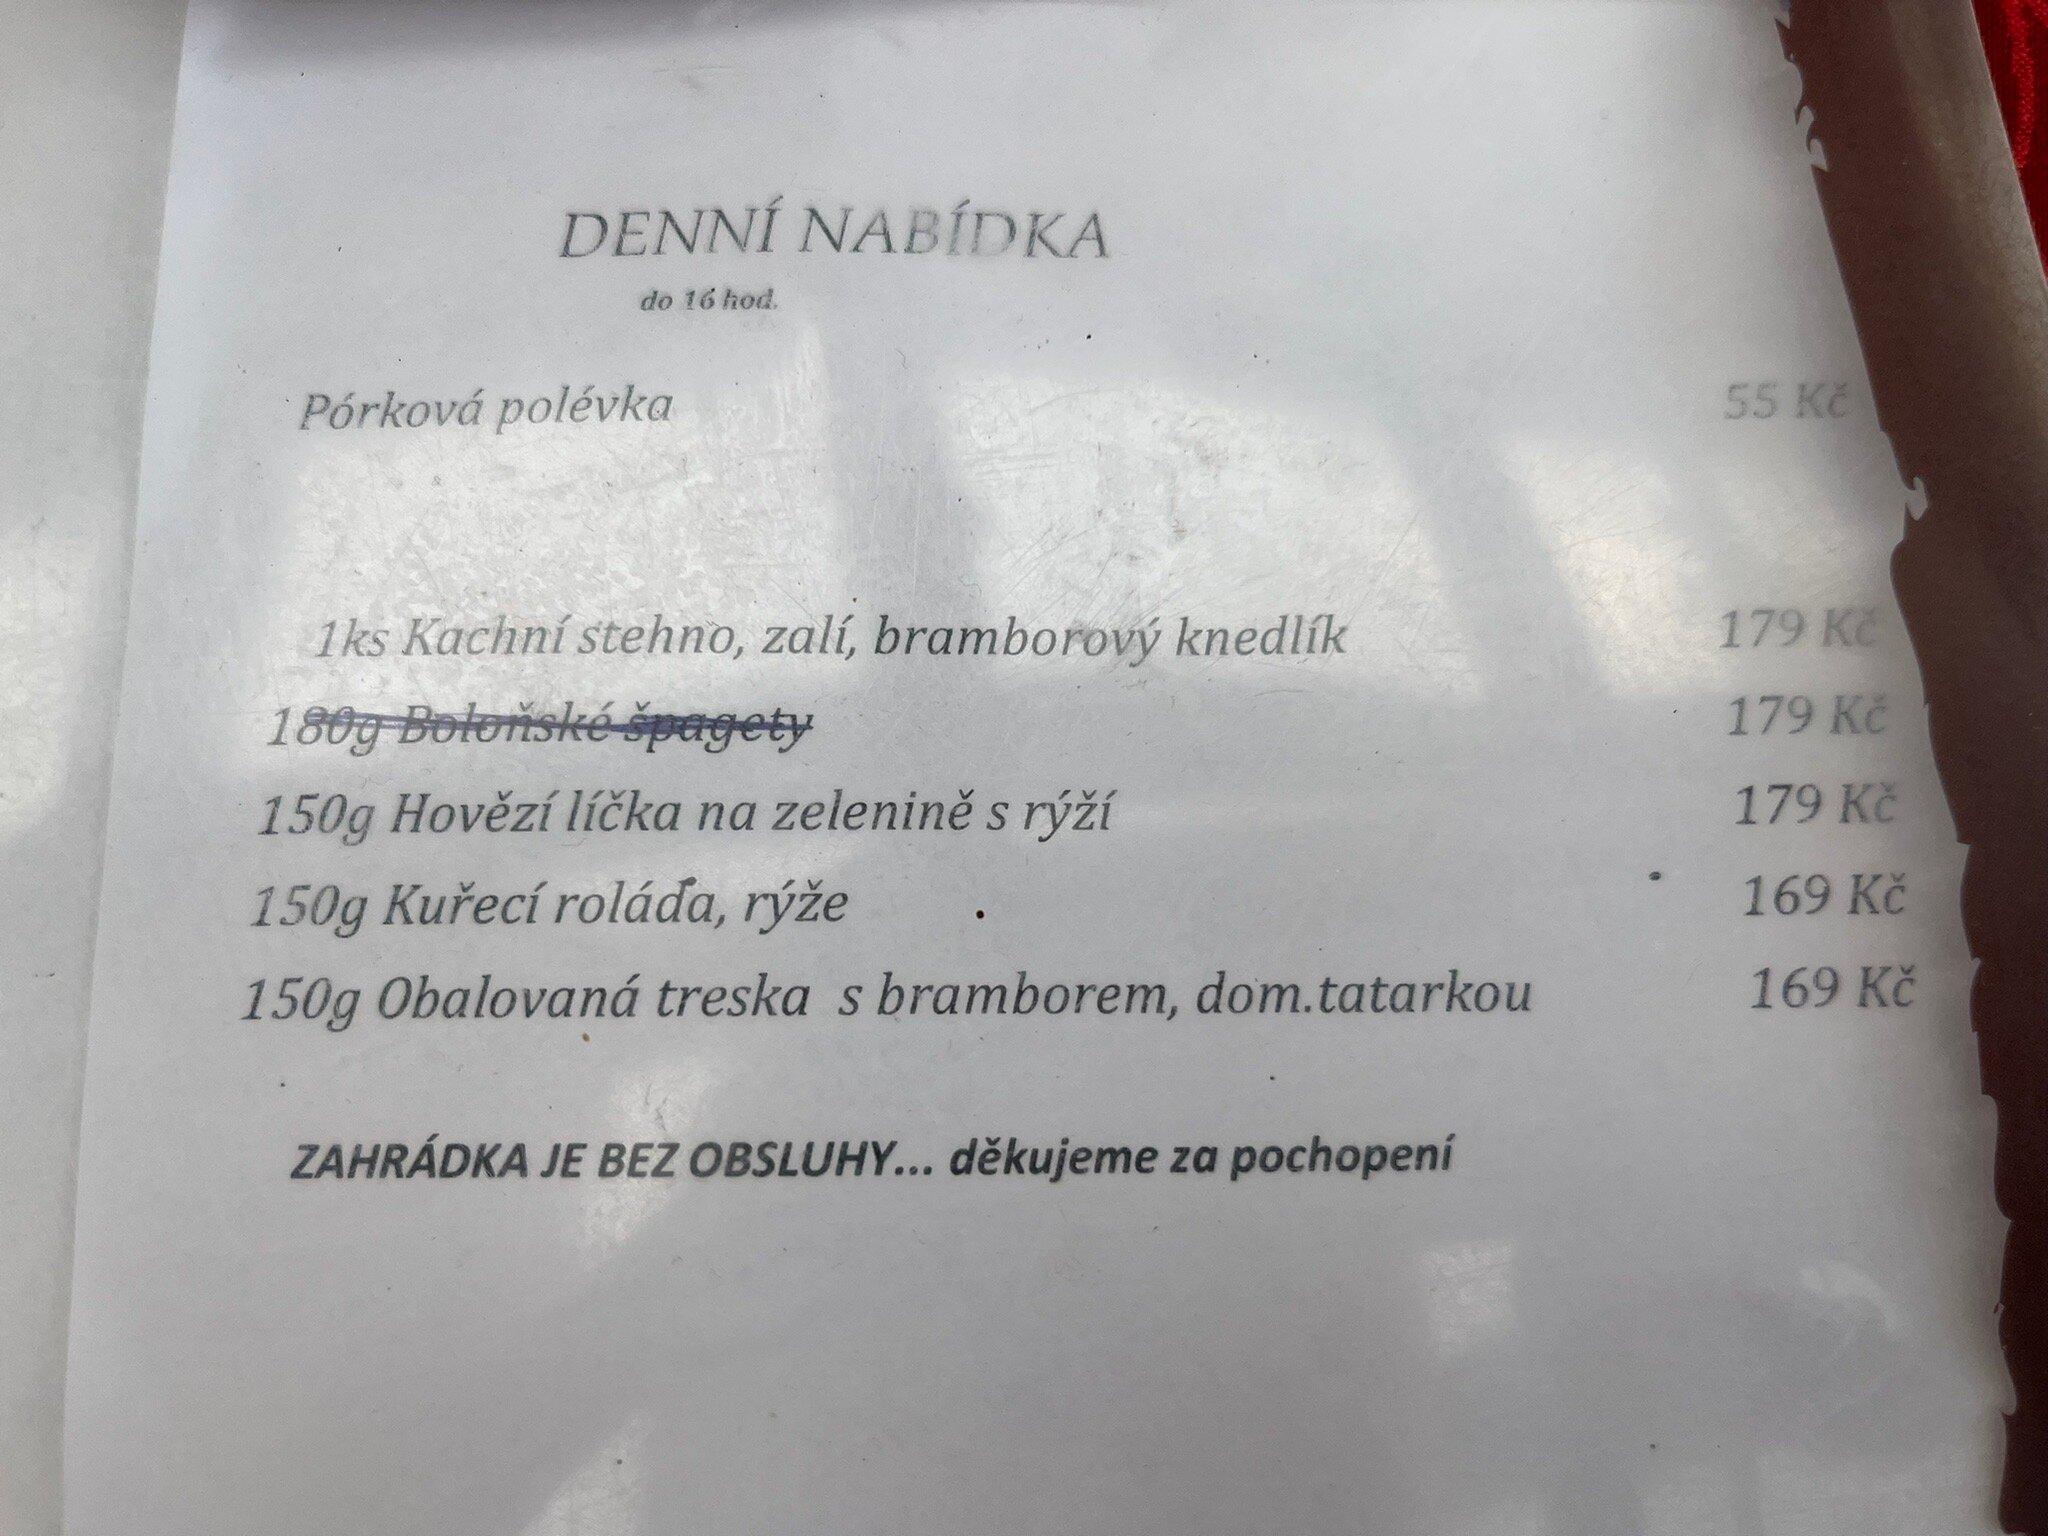 DENNÍ NABÍDKA
do 16 hod.
Pórková polévka 55 Kč
1ks Kachní stehno, zalí, bramborový knedlík 179 Kč
180g Boloňské špagety 179 Kč
150g Hovězí líčka na zelenině s rýží 179 Kč
150g Kuřecí roláda, rýže 169 Kč
150g Obalovaná treska s bramborem, dom.tatarkou 169 Kč
ZAHRÁDKA JE BEZ OBSLUHY... děkujeme za pochopení